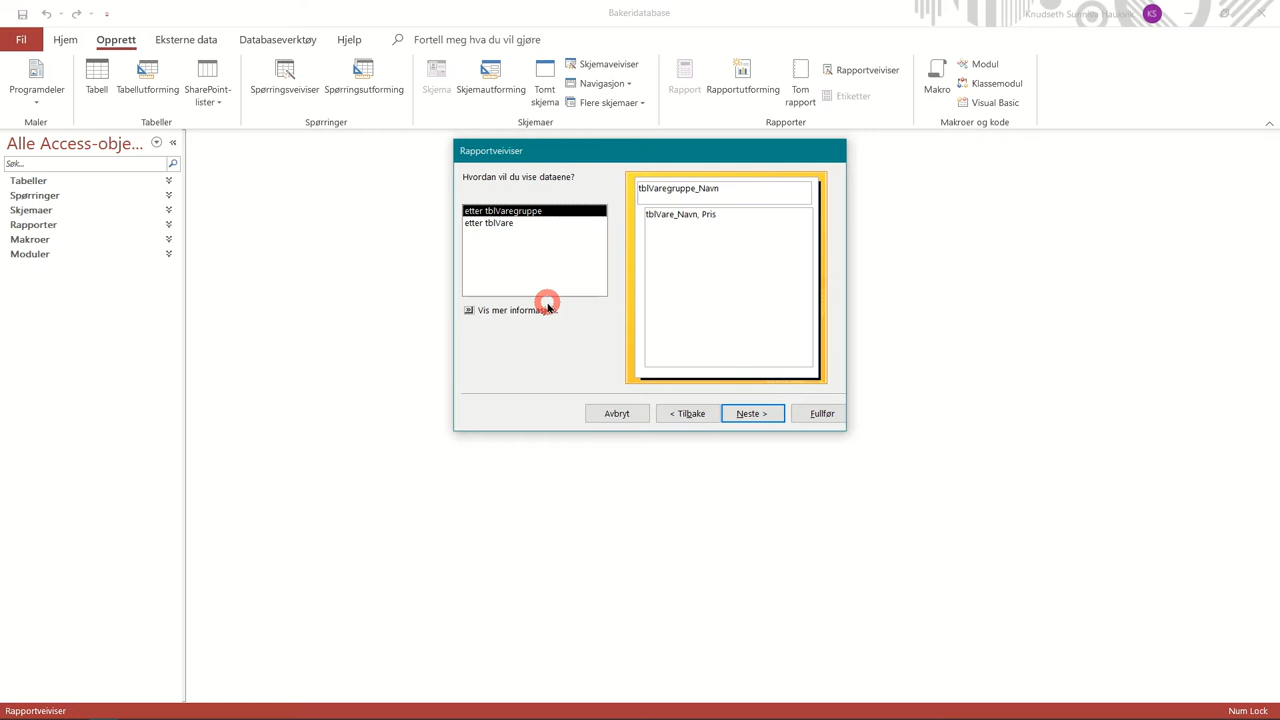 Bakeridatabase
Knudseth Sunniva Haukvik
KS
Fil
Hjem
Opprett
Eksterne data
Databaseverktøy
Hjelp
Fortell meg hva du vil gjøre
Programdeler
Tabell
Tabellutforming
SharePoint-
lister
Spørringsveiviser
Spørringsutforming
Skjema
Skjemautforming
Tomt
skjema
Skjemaveiviser
Navigasjon
Flere skjemaer
Rapport
Rapportutforming
Tom
rapport
Rapportveiviser
Etiketter
Makro
Modul
Klassemodul
Visual Basic
Maler
Tabeller
Spørringer
Skjemaer
Rapporter
Makroer og kode
Alle Access-obje...
Søk...
Tabeller
Spørringer
Skjemaer
Rapporter
Makroer
Moduler
Rapportveiviser
Hvordan vil du vise dataene?
etter tblVaregruppe
etter tblVare
Vis mer informasjon
tblVaregruppe_Navn
tblVare_Navn, Pris
Avbryt
< Tilbake
Neste >
Fullfør
Rapportveiviser
Num Lock